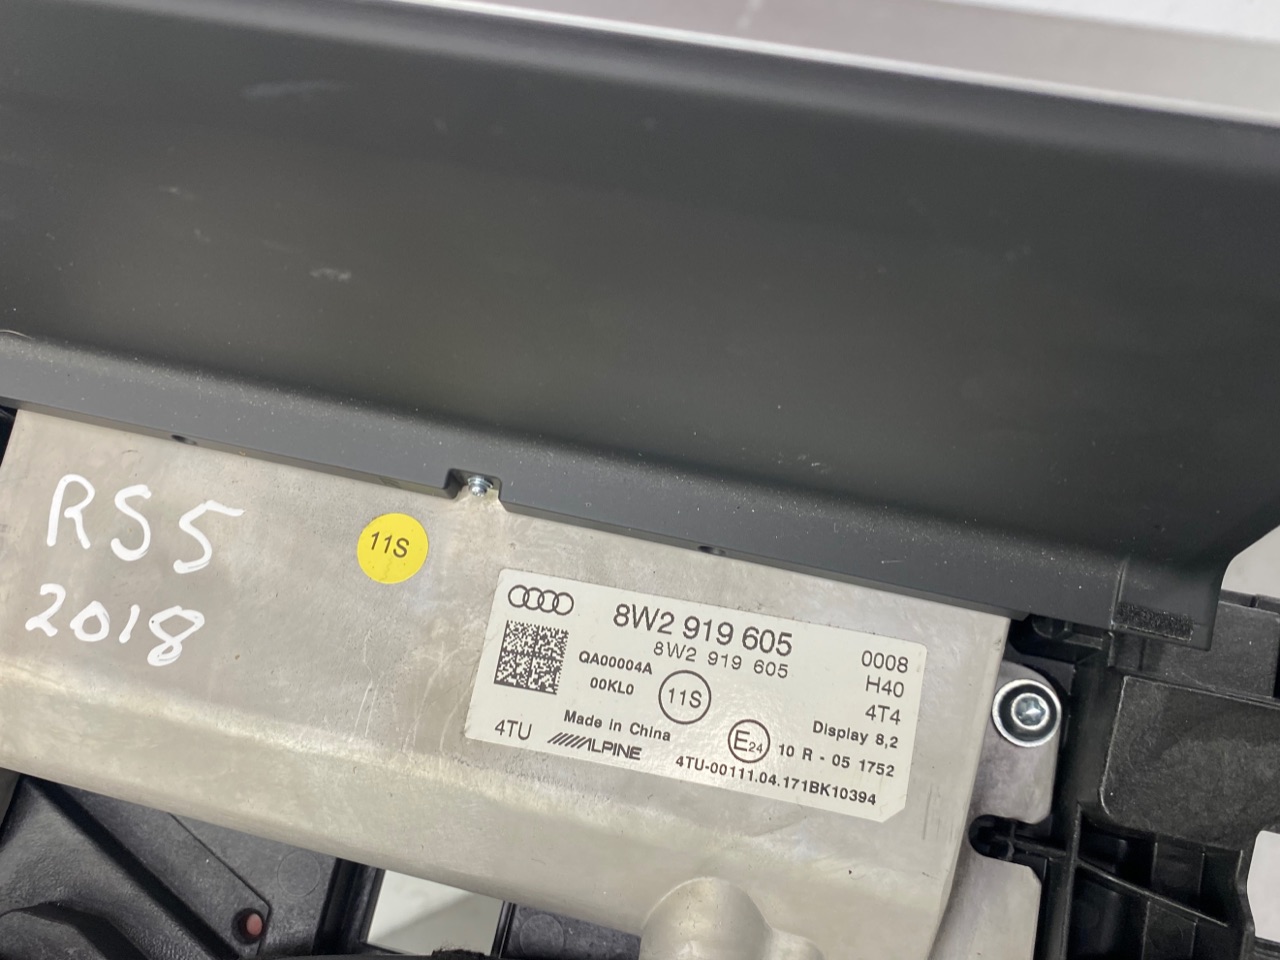 RS5
2018
11S
8W2 919 605
8W2 919 605
0008
H40
4T4
QA00004A
00KL0
11S
Display 8,2
Made in China
E24
10 R - 05 1752
4TU
ALPINE
4TU-00111.04.171BK10394